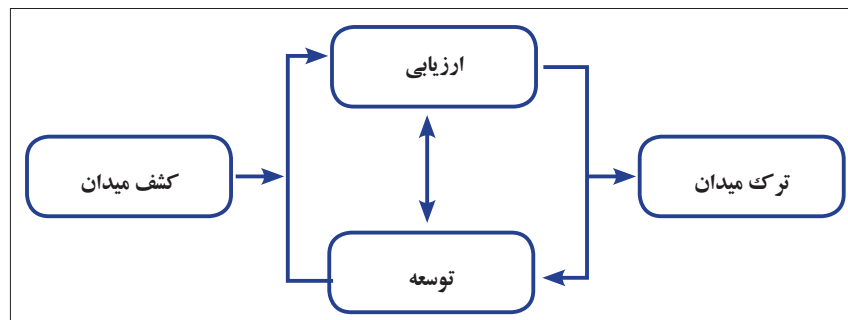 ارزیابی
کشف میدان
ترک میدان
توسعه